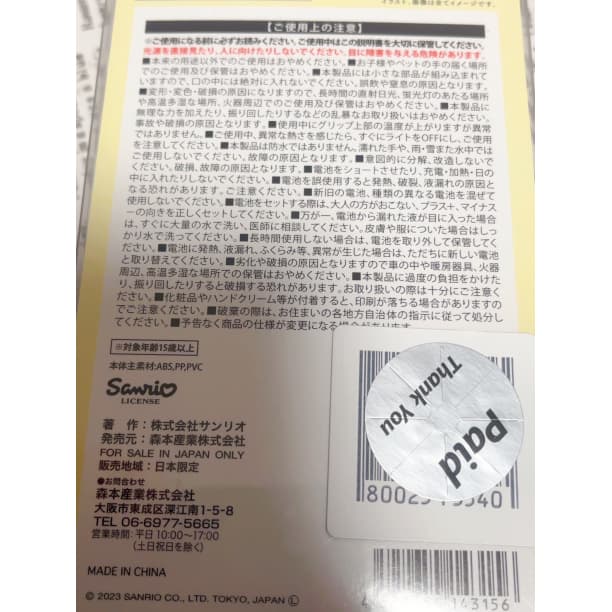 イラスト、画像は全てイメージです。
【ご使用上の注意】
※ご使用になる前に必ずお読みください。ご使用中はこの説明書を大切に保管してください。
光源を直接見たり、人に向けたりしないでください。目に障害を与える危険があります。
■本来の用途以外でのご使用はおやめください。■お子様やペットの手の届く場所
でのご使用及び保管はおやめください。■本製品には小さな部品が組み込まれて
いますので、口の中には絶対に入れないでください。誤飲や窒息の原因となります。
■変形・変色・破損の原因になりますので、長時間の直射日光、蛍光灯のあたる場所
や高温多湿な場所、火器周辺でのご使用及び保管はおやめください。■本製品に
無理な力を加えたり、振り回したりするなどの乱暴なお取り扱いはおやめください。
事故や破損の原因となります。■使用中にグリップ上部の温度が上がりますが異常
ではありません。■ご使用中、異常な熱さを感じたら、すぐにライトをOFFにし、ご使用
を注意してください。■本製品は防水ではありません。濡れた手や、雨・雪また水中では
ご使用しないでください。故障の原因となります。■意図的に分解、改造しないで
ください。破損、故障の原因となります。■電池をショートさせたり、充電・加熱・日の
中に入れたりしないでください。■電池を誤使用すると発熱、破裂、液漏れの原因と
なる恐れがあります。ご注意ください。■新旧の電池、種類の異なる電池を混ぜて
使用しないでください。■電池をセットする際は、大人の方がおこない、プラス+、マイナス
−の向きを正しくセットしてください。■万が一、電池から漏れた液が目に入った場合
は、すぐに大量の水で洗い、医師に相談してください。皮膚や服についた場合はしっ
かり水で洗ってください。■長時間使用しない場合は、電池を取り外して保管してく
ださい。■電池に発熱、液漏れ、ふくらみ等、異常が生じた場合は、ただちに新しい電池
と取り替えてください。■劣化や破損の原因となりますので車の中や暖房器具、火器
周辺、高温多湿な場所での保管はおやめください。■本製品に過度の負担をかけた
り、振り回したりすると破損する恐れがあります。お取り扱いの際は十分にご注意くだ
さい。■化粧品やハンドクリーム等が付着すると、印刷が落ちる場合がありますの
でご注意ください。■廃棄の際は、お住まいの各地方自治体の指示に従って処分し
てください。■予告なく商品の仕様が変更になる場合があります。
※対象年齢15歳以上
本体主素材:ABS,PP,PVC
Sanrio
LICENSE
著 作：株式会社サンリオ
発売元：森本産業株式会社
FOR SALE IN JAPAN ONLY
販売地域：日本限定
●お問合わせ
森本産業株式会社
大阪市東成区深江南1-5-8
TEL 06-6977-5665
営業時間:平日10:00〜17:00
(土日祝日を除く)
MADE IN CHINA
© 2023 SANRIO CO., LTD. TOKYO, JAPAN Ⓛ
Paid
Thank You
143156